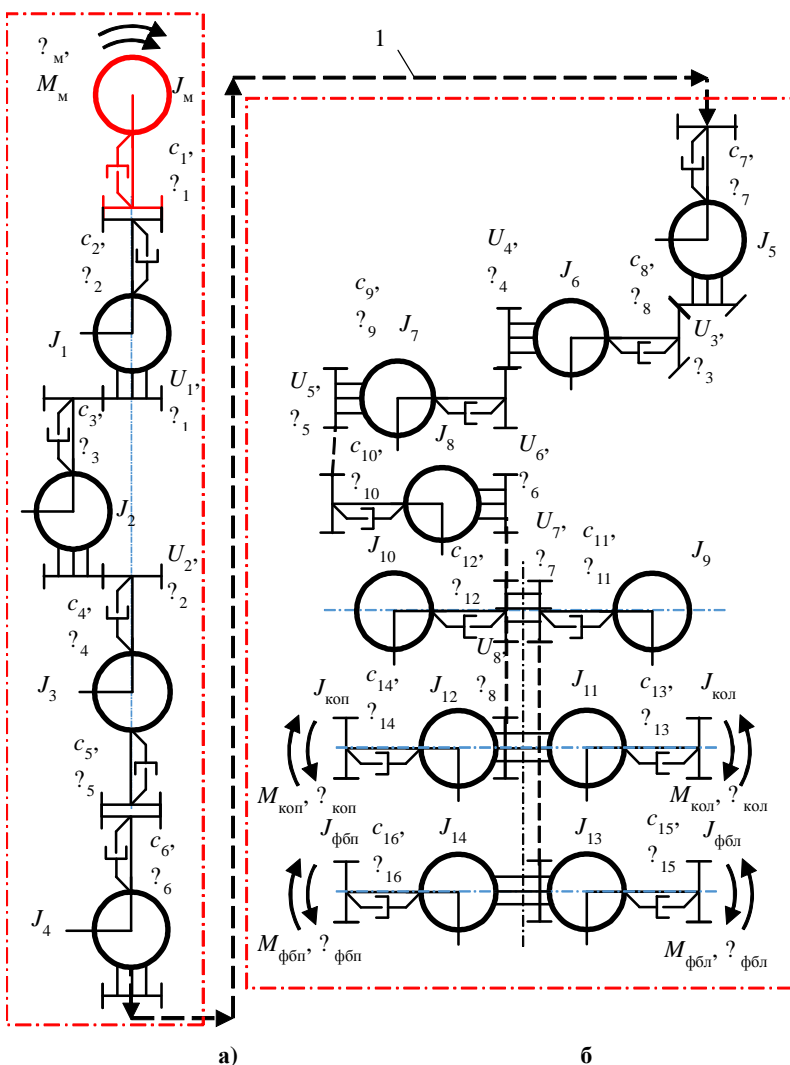 1
?м,
Mм
Jм
c1,
?1
c2,
?2
J1
U1,
?1
c3,
?3
J2
U2,
?2
c4,
?4
J3
c5,
?5
c6,
?6
J4
c7,
?7
J5
U4,
?4
J6
c8,
?8
U3,
?3
c9,
?9
J7
U5,
?5
J8
c10,
?10
U6,
?6
J10
c12,
?12
U7,
?7
c11,
?11
J9
U8,
?8
Jкоп
c14,
?14
J12
J11
c13,
?13
Jкол
Mкоп, ?коп
Mкол, ?кол
Jфбп
c16,
?16
J14
J13
c15,
?15
Jфбл
Mфбп, ?фбп
Mфбл, ?фбл
а)
б